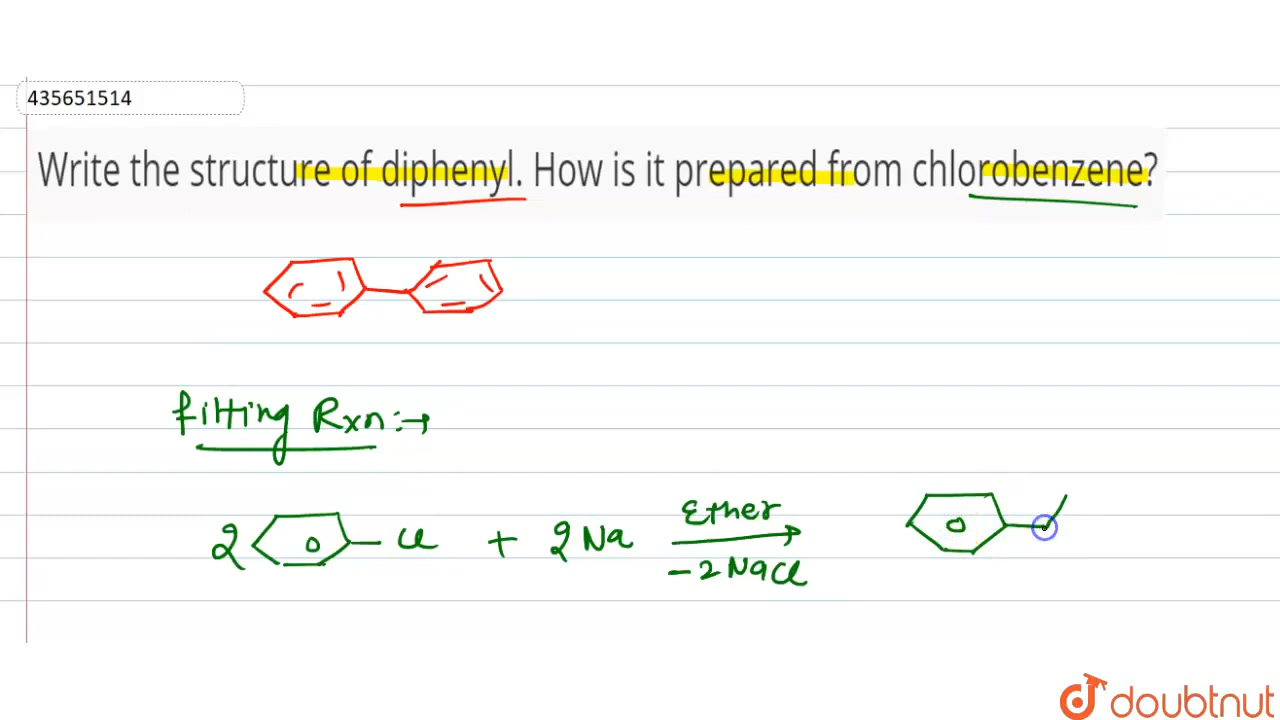 435651514
Write the structure of diphenyl. How is it prepared from chlorobenzene?
fitting Rxn :→
2 Cl + 2Na Ether → -2NaCl
doubtnut